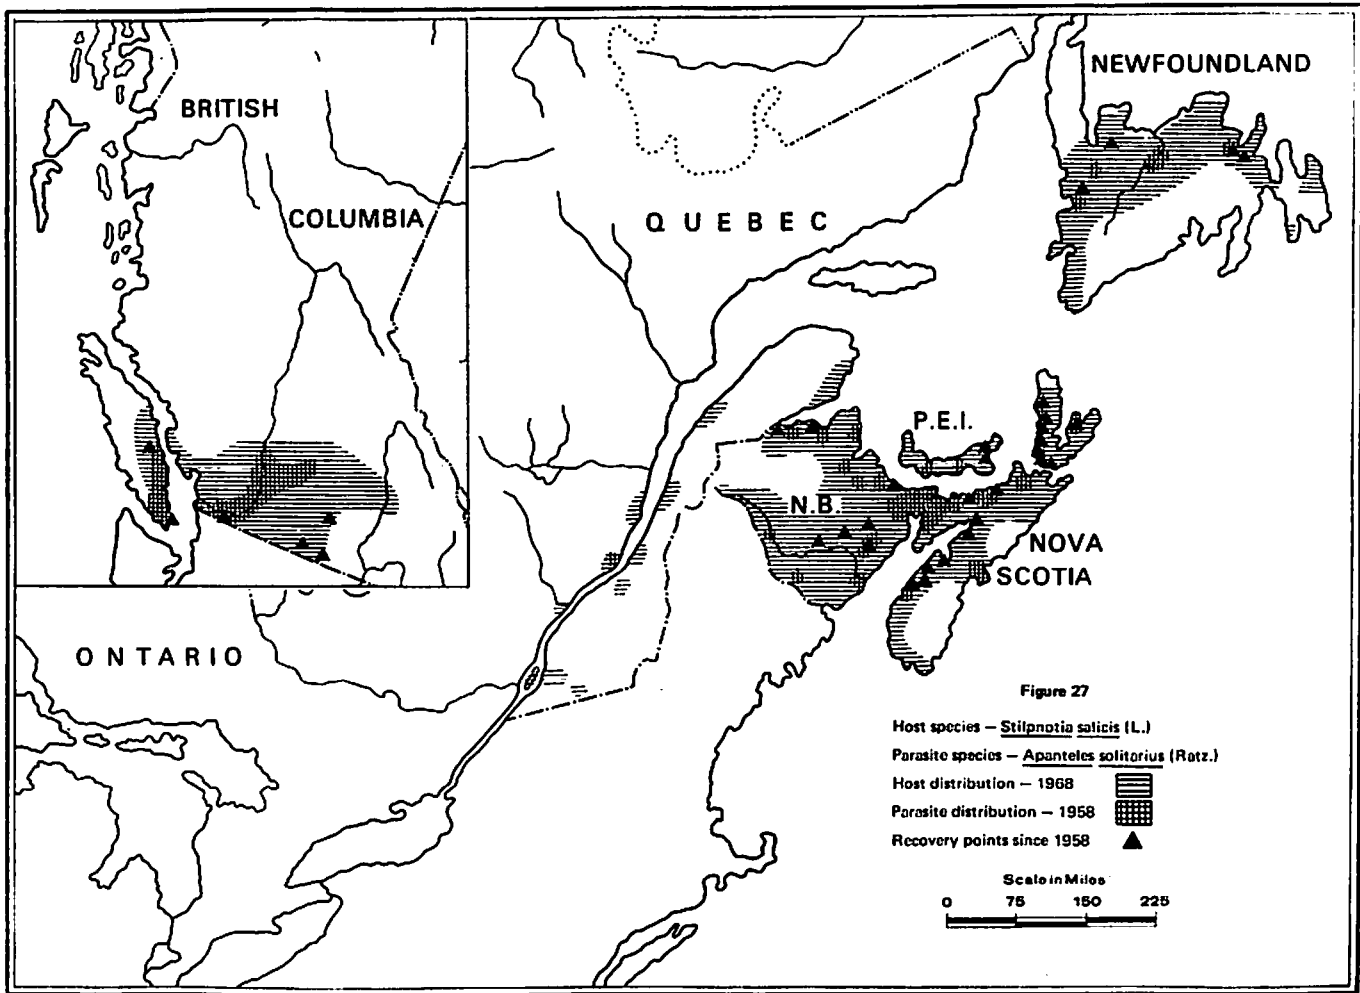 NEWFOUNDLAND
BRITISH
COLUMBIA
QUEBEC
P.E.I.
N.B.
NOVA
SCOTIA
ONTARIO
Figure 27
Host species – Stilpnotia salicis (L.)
Parasite species – Apanteles solitarius (Ratz.)
Host distribution – 1968
Parasite distribution – 1958
Recovery points since 1958
Scale in Miles
0 75 150 225